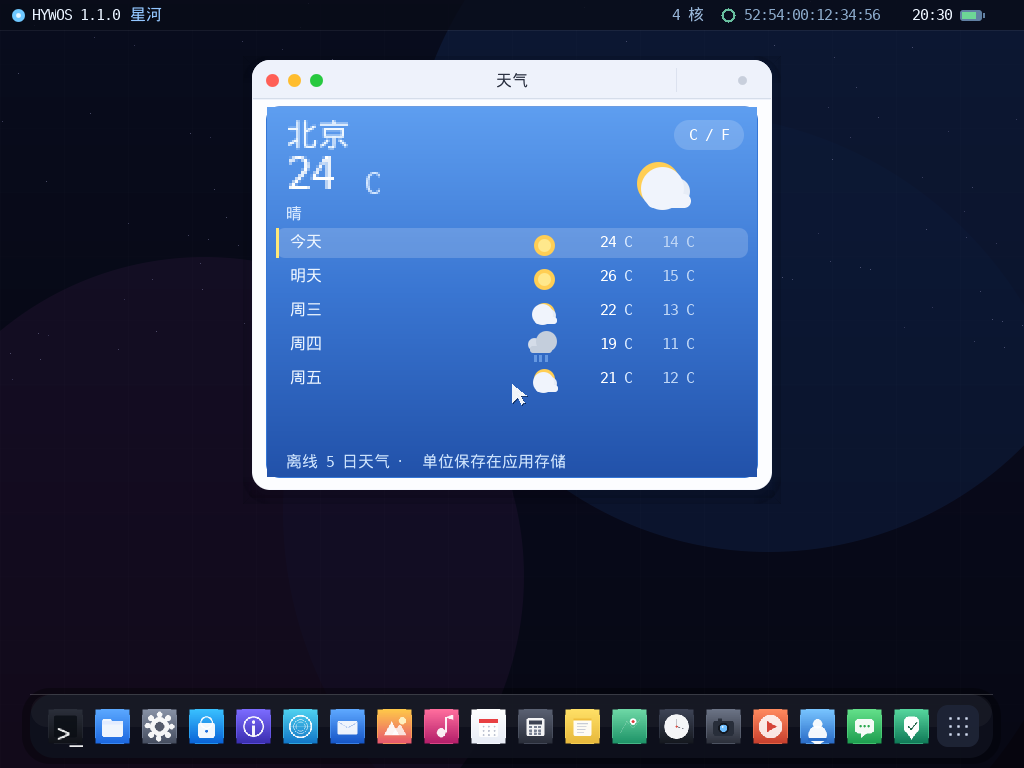 HYWOS 1.1.0 星河 4 核 52:54:00:12:34:56 20:30
天气
北京
C / F
24 C
晴
今天 24 C 14 C
明天 26 C 15 C
周三 22 C 13 C
周四 19 C 11 C
周五 21 C 12 C
离线 5 日天气 · 单位保存在应用存储
>_